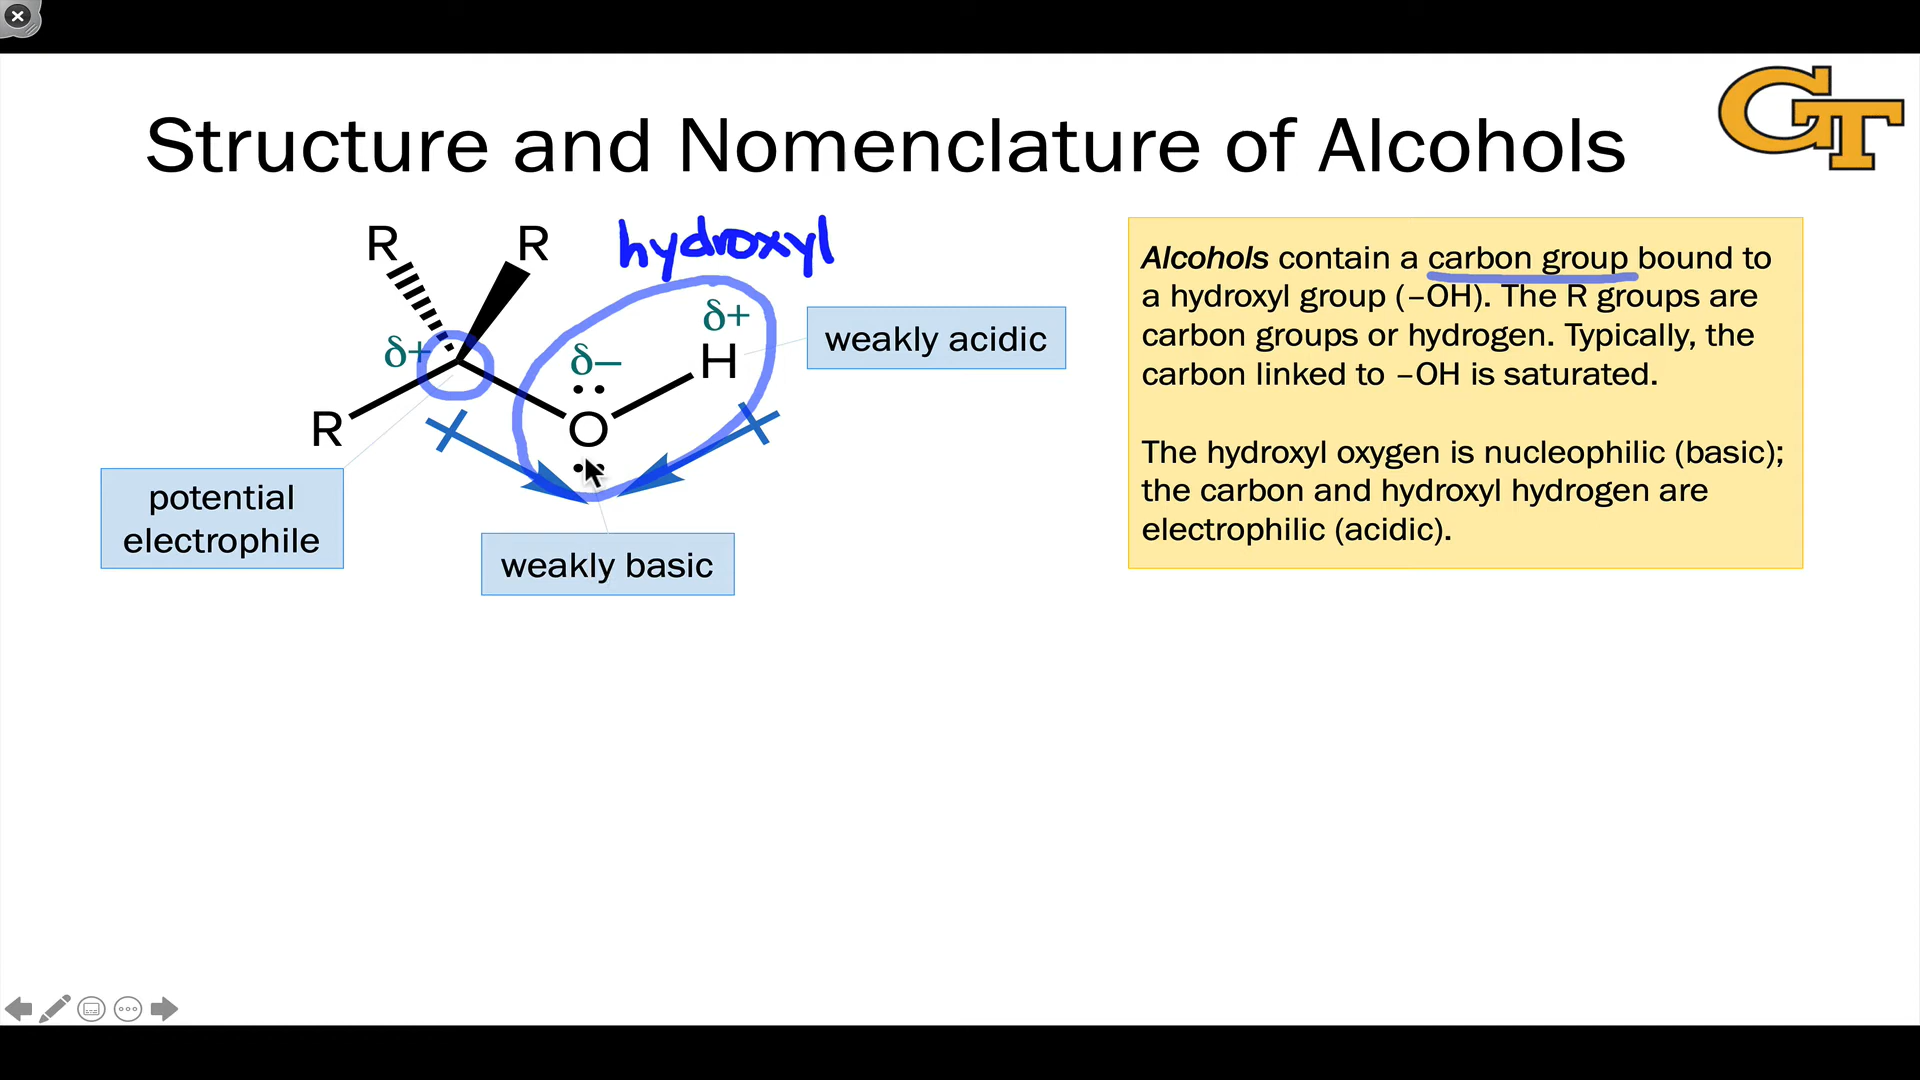 GT
Structure and Nomenclature of Alcohols
R
R
hydroxyl
δ+
δ+
δ–
H
weakly acidic
R
O
potential
electrophile
weakly basic
Alcohols contain a carbon group bound to
a hydroxyl group (–OH). The R groups are
carbon groups or hydrogen. Typically, the
carbon linked to –OH is saturated.
The hydroxyl oxygen is nucleophilic (basic);
the carbon and hydroxyl hydrogen are
electrophilic (acidic).